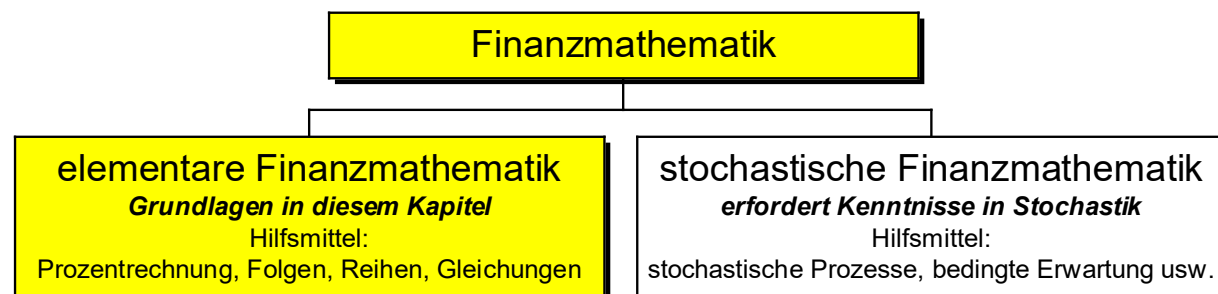 Finanzmathematik
elementare Finanzmathematik
Grundlagen in diesem Kapitel
Hilfsmittel:
Prozentrechnung, Folgen, Reihen, Gleichungen
stochastische Finanzmathematik
erfordert Kenntnisse in Stochastik
Hilfsmittel:
stochastische Prozesse, bedingte Erwartung usw.